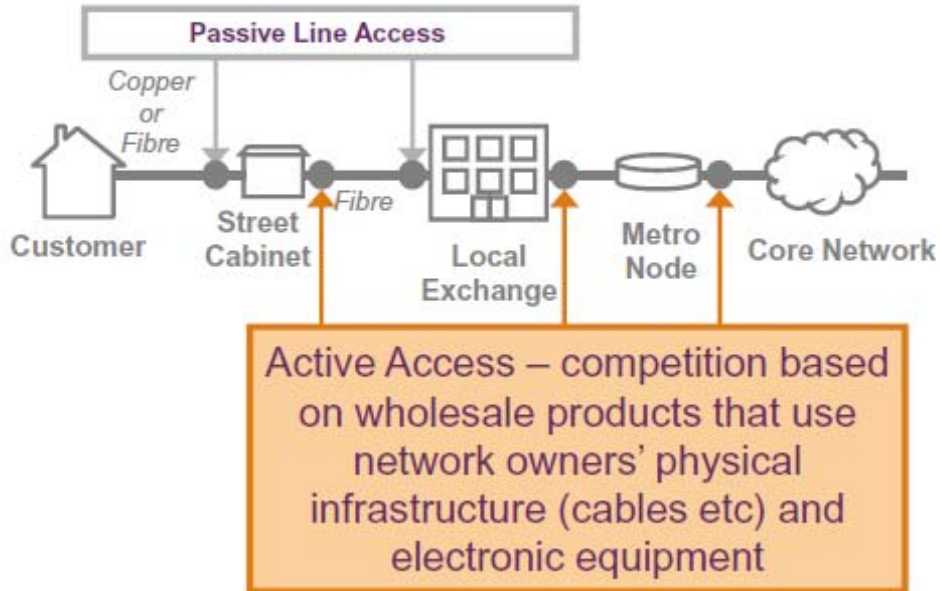 Passive Line Access
Copper
or
Fibre
Fibre
Customer
Street
Cabinet
Local
Exchange
Metro
Node
Core Network
Active Access – competition based
on wholesale products that use
network owners’ physical
infrastructure (cables etc) and
electronic equipment